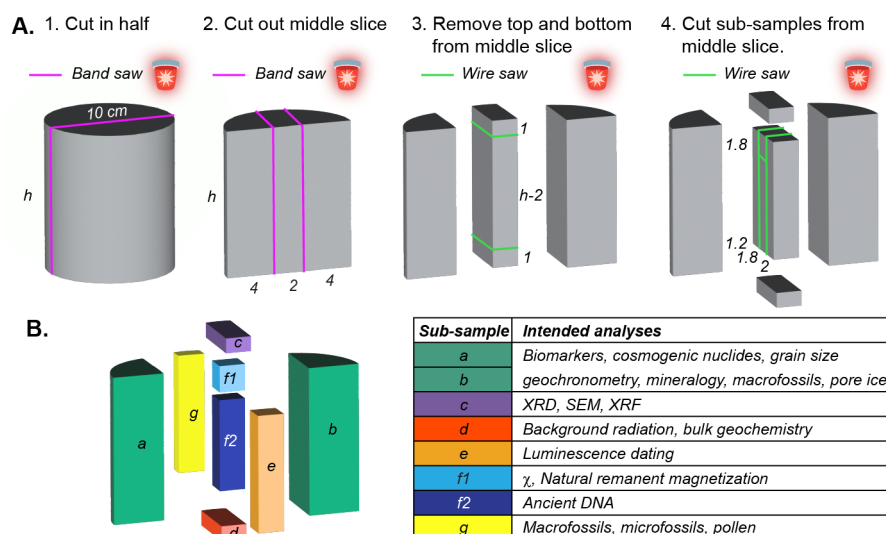 A. 1. Cut in half
2. Cut out middle slice
3. Remove top and bottom
from middle slice
4. Cut sub-samples from
middle slice.
Band saw
Band saw
Wire saw
Wire saw
10 cm
h
h
4
2
4
1
h-2
1
1.8
1.2
1.8
2
B.
a
g
c
f1
f2
d
e
b
Sub-sample Intended analyses
a Biomarkers, cosmogenic nuclides, grain size
b geochronometry, mineralogy, macrofossils, pore ice
c XRD, SEM, XRF
d Background radiation, bulk geochemistry
e Luminescence dating
f1 χ, Natural remanent magnetization
f2 Ancient DNA
g Macrofossils, microfossils, pollen